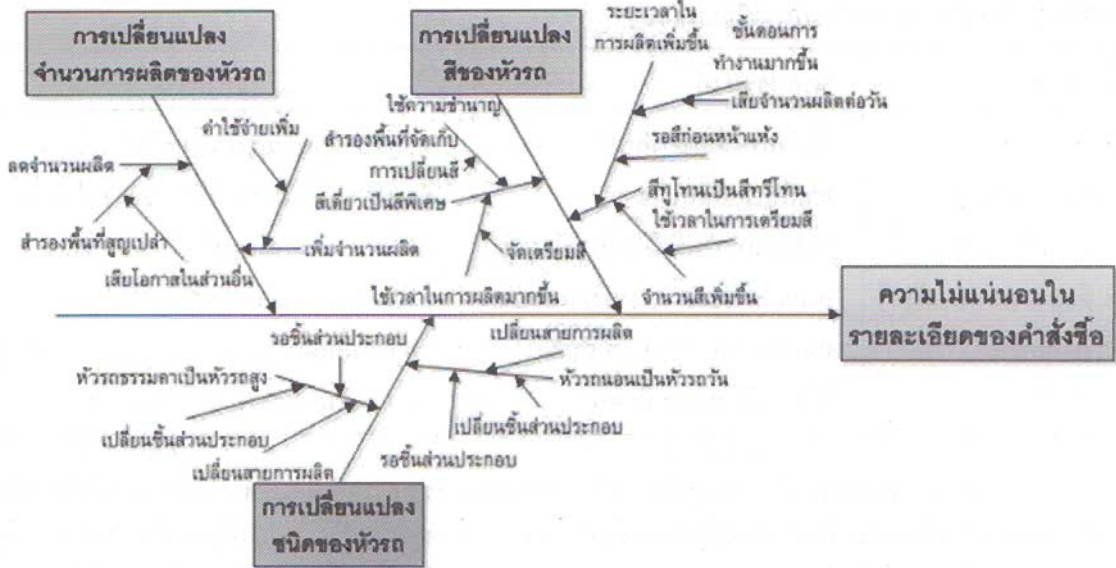 การเปลี่ยนแปลง
จำนวนการผลิตของหัวรถ
ลดจำนวนผลิต
สำรองพื้นที่สูญเปล่า
เสียโอกาสในส่วนอื่น
ค่าใช้จ่ายเพิ่ม
เพิ่มจำนวนผลิต
การเปลี่ยนแปลง
สีของหัวรถ
ใช้ความชำนาญ
สำรองพื้นที่จัดเก็บ
การเปลี่ยนสี
สีเดี่ยวเป็นสีพิเศษ
จัดเตรียมสี
ใช้เวลาในการผลิตมากขึ้น
ระยะเวลาใน
การผลิตเพิ่มขึ้น
ขั้นตอนการ
ทำงานมากขึ้น
เสียจำนวนผลิตต่อวัน
รอสีก่อนหน้าแห้ง
สีทูโทนเป็นสีทรีโทน
ใช้เวลาในการเตรียมสี
จำนวนสีเพิ่มขึ้น
ความไม่แน่นอนใน
รายละเอียดของคำสั่งซื้อ
รอชิ้นส่วนประกอบ
หัวรถธรรมดาเป็นหัวรถสูง
เปลี่ยนชิ้นส่วนประกอบ
เปลี่ยนสายการผลิต
เปลี่ยนสายการผลิต
หัวรถนอนเป็นหัวรถวัน
เปลี่ยนชิ้นส่วนประกอบ
รอชิ้นส่วนประกอบ
การเปลี่ยนแปลง
ชนิดของหัวรถ